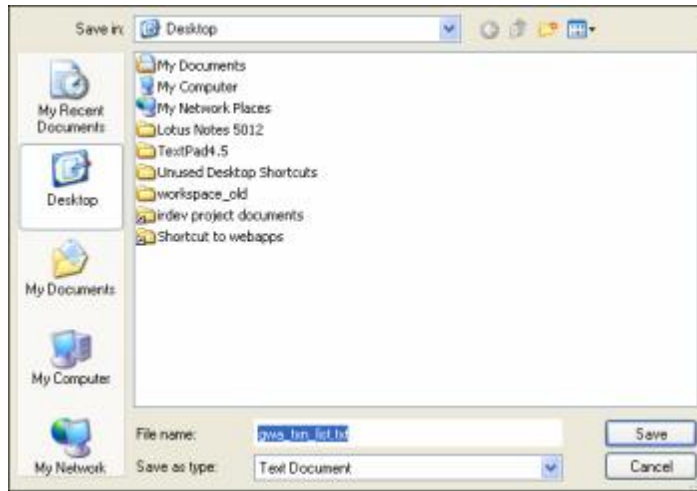 Save in:
Desktop
My Documents
My Computer
My Network Places
Lotus Notes 5012
TextPad4.5
Unused Desktop Shortcuts
workspace_old
irdev project documents
Shortcut to webapps
My Recent
Documents
Desktop
My Documents
My Computer
My Network
File name:
gwa_txn_list.txt
Save
Save as type:
Text Document
Cancel